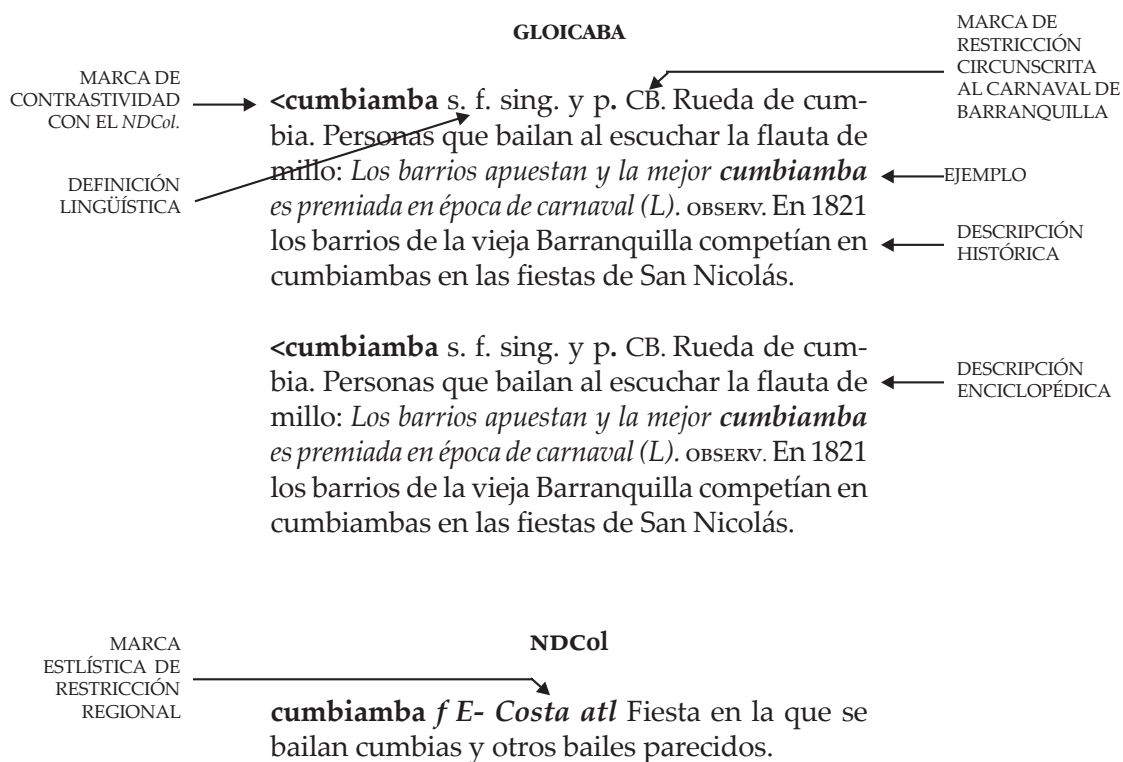 GLOICABA
MARCA DE
CONTRASTIVIDAD
CON EL NDCol.
MARCA DE
RESTRICCIÓN
CIRCUNSCRITA
AL CARNAVAL DE
BARRANQUILLA
<cumbiamba s. f. sing. y p. CB. Rueda de cum-
bia. Personas que bailan al escuchar la flauta de
millo: Los barrios apuestan y la mejor cumbiamba
es premiada en época de carnaval (L). OBSERV. En 1821
los barrios de la vieja Barranquilla competían en
cumbiambas en las fiestas de San Nicolás.
DEFINICIÓN
LINGÜÍSTICA
EJEMPLO
DESCRIPCIÓN
HISTÓRICA
<cumbiamba s. f. sing. y p. CB. Rueda de cum-
bia. Personas que bailan al escuchar la flauta de
millo: Los barrios apuestan y la mejor cumbiamba
es premiada en época de carnaval (L). OBSERV. En 1821
los barrios de la vieja Barranquilla competían en
cumbiambas en las fiestas de San Nicolás.
DESCRIPCIÓN
ENCICLOPÉDICA
NDCol
MARCA
ESTLÍSTICA DE
RESTRICCIÓN
REGIONAL
cumbiamba f E- Costa atl Fiesta en la que se
bailan cumbias y otros bailes parecidos.